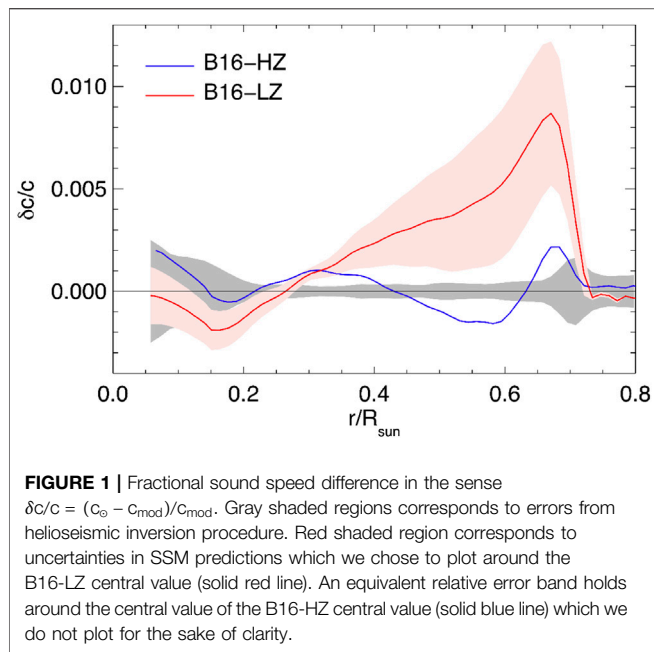 B16–HZ
B16–LZ
0.010
0.005
0.000
δc/c
0.0
0.2
0.4
0.6
0.8
r/R_sun
FIGURE 1 | Fractional sound speed difference in the sense
δc/c = (c⊙ − c_mod)/c_mod. Gray shaded regions corresponds to errors from
helioseismic inversion procedure. Red shaded region corresponds to
uncertainties in SSM predictions which we chose to plot around the
B16-LZ central value (solid red line). An equivalent relative error band holds
around the central value of the B16-HZ central value (solid blue line) which we
do not plot for the sake of clarity.